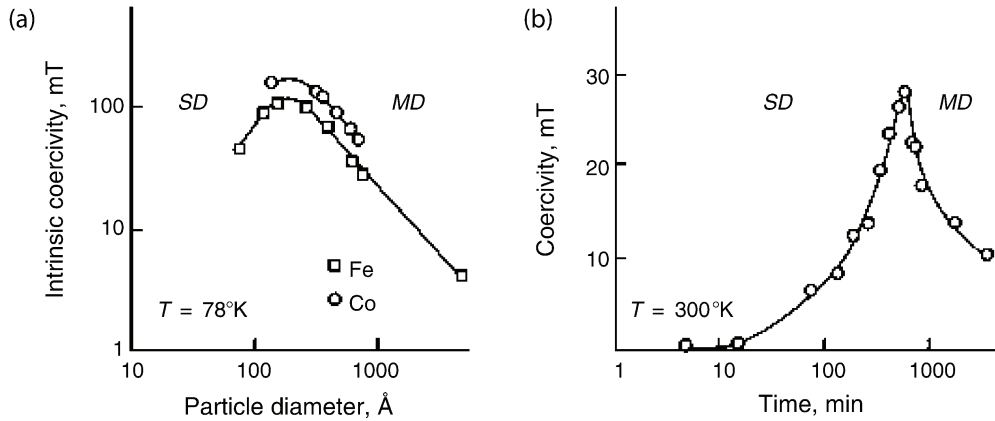 (a)
Intrinsic coercivity, mT
100
10
1
SD
MD
Fe
Co
T = 78°K
10
100
1000
Particle diameter, Å
(b)
Coercivity, mT
30
20
10
SD
MD
T = 300°K
1
10
100
1000
Time, min